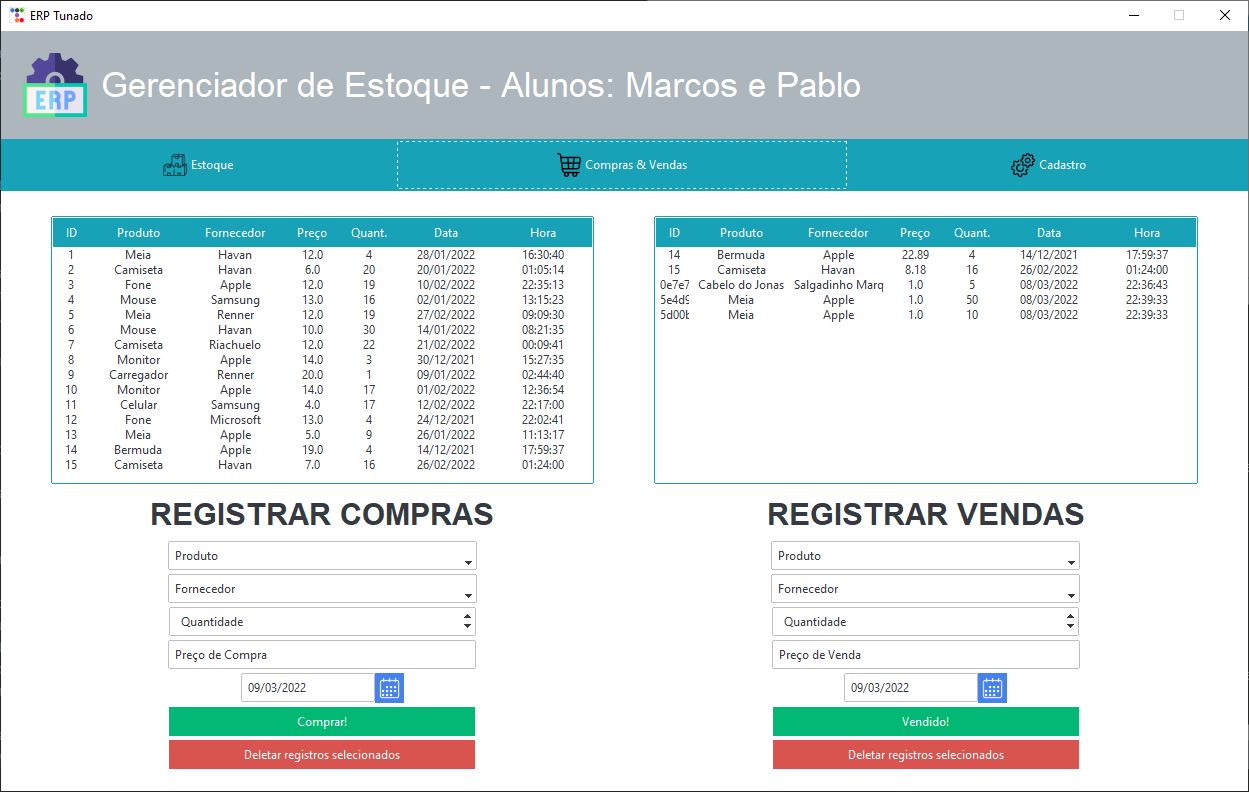 ERP Tunado
ERP
Gerenciador de Estoque - Alunos: Marcos e Pablo
Estoque
Compras & Vendas
Cadastro
ID Produto Fornecedor Preço Quant. Data Hora
1 Meia Havan 12.0 4 28/01/2022 16:30:40
2 Camiseta Havan 6.0 20 20/01/2022 01:05:14
3 Fone Apple 12.0 19 10/02/2022 22:35:13
4 Mouse Samsung 13.0 16 02/01/2022 13:15:23
5 Meia Renner 12.0 19 27/02/2022 09:09:30
6 Mouse Havan 10.0 30 14/01/2022 08:21:35
7 Camiseta Riachuelo 12.0 22 21/02/2022 00:09:41
8 Monitor Apple 14.0 3 30/12/2021 15:27:35
9 Carregador Renner 20.0 1 09/01/2022 02:44:40
10 Monitor Apple 14.0 17 01/02/2022 12:36:54
11 Celular Samsung 4.0 17 12/02/2022 22:17:00
12 Fone Microsoft 13.0 4 24/12/2021 22:02:41
13 Meia Apple 5.0 9 26/01/2022 11:13:17
14 Bermuda Apple 19.0 4 14/12/2021 17:59:37
15 Camiseta Havan 7.0 16 26/02/2022 01:24:00
ID Produto Fornecedor Preço Quant. Data Hora
14 Bermuda Apple 22.89 4 14/12/2021 17:59:37
15 Camiseta Havan 8.18 16 26/02/2022 01:24:00
0e7e7 Cabelo do Jonas Salgadinho Marq 1.0 5 08/03/2022 22:36:43
5e4d9 Meia Apple 1.0 50 08/03/2022 22:39:33
5d00b Meia Apple 1.0 10 08/03/2022 22:39:33
REGISTRAR COMPRAS
Produto
Fornecedor
Quantidade
Preço de Compra
09/03/2022
Comprar!
Deletar registros selecionados
REGISTRAR VENDAS
Produto
Fornecedor
Quantidade
Preço de Venda
09/03/2022
Vendido!
Deletar registros selecionados